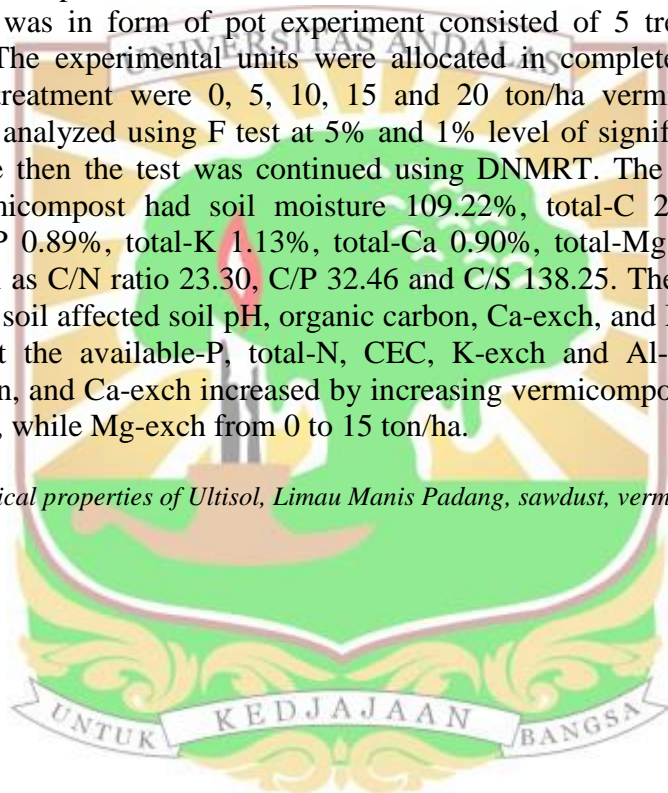 was in form of pot experiment consisted of 5 tre
UNIVERSITAS ANDALAS
The experimental units were allocated in complete
treatment were 0, 5, 10, 15 and 20 ton/ha verm
analyzed using F test at 5% and 1% level of signif
e then the test was continued using DNMRT. The
nicompost had soil moisture 109.22%, total-C 2
P 0.89%, total-K 1.13%, total-Ca 0.90%, total-Mg
as C/N ratio 23.30, C/P 32.46 and C/S 138.25. The
soil affected soil pH, organic carbon, Ca-exch, and
t the available-P, total-N, CEC, K-exch and Al-
n, and Ca-exch increased by increasing vermicompo
, while Mg-exch from 0 to 15 ton/ha.
ical properties of Ultisol, Limau Manis Padang, sawdust, verm
UNTUK KEDJAJAAN BANGSA